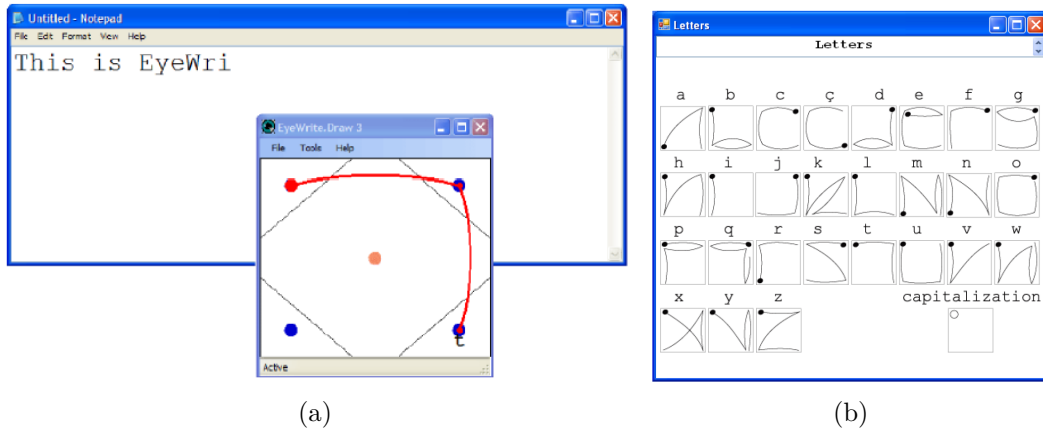 Untitled - Notepad
File Edit Format View Help
This is EyeWri
EyeWrite.Draw 3
File Tools Help
t
Active
(a)
Letters
Letters
a b c ç d e f g
h i j k l m n o
p q r s t u v w
x y z capitalization
(b)